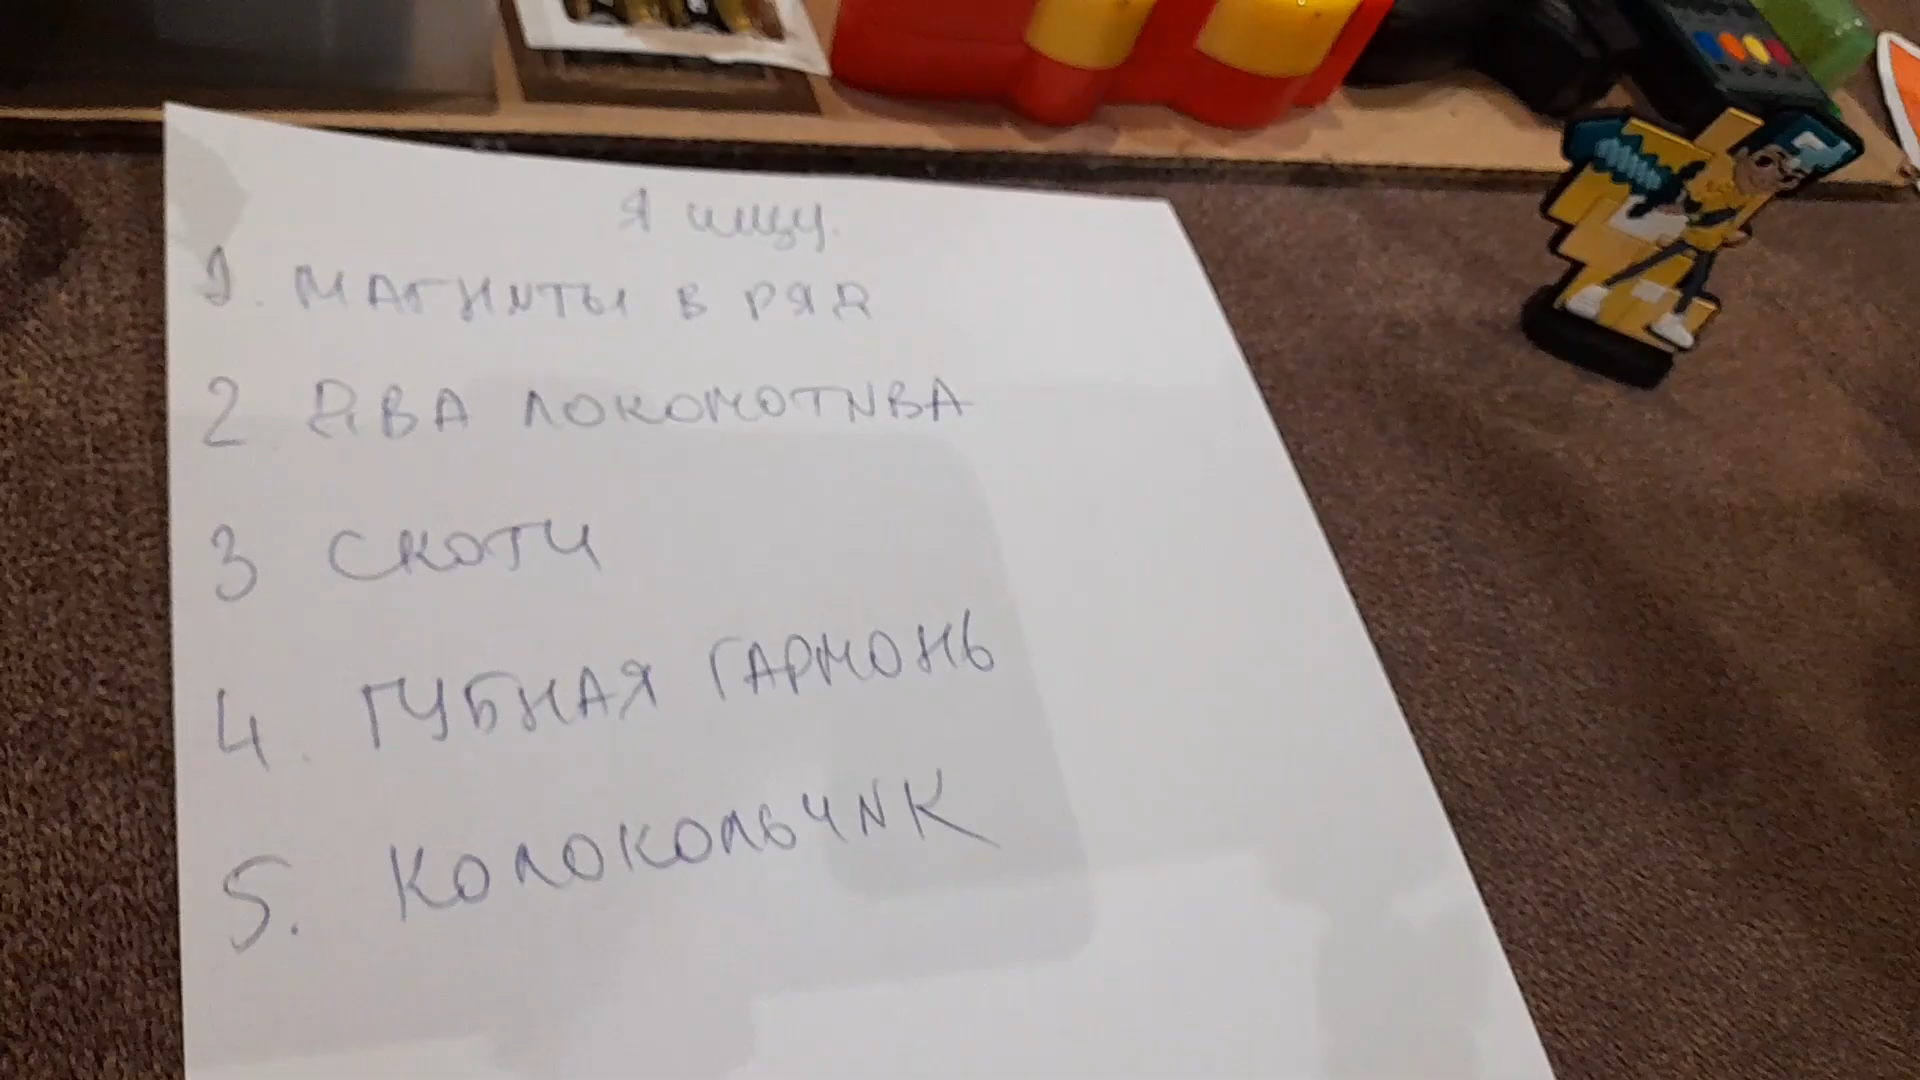 Я ищу.
1. МАГНИТЫ В РЯД
2 ДВА ЛОКОМОТИВА
3 СКОТЧ
4. ГУБНАЯ ГАРМОНЬ
5. КОЛОКОЛЬЧИК